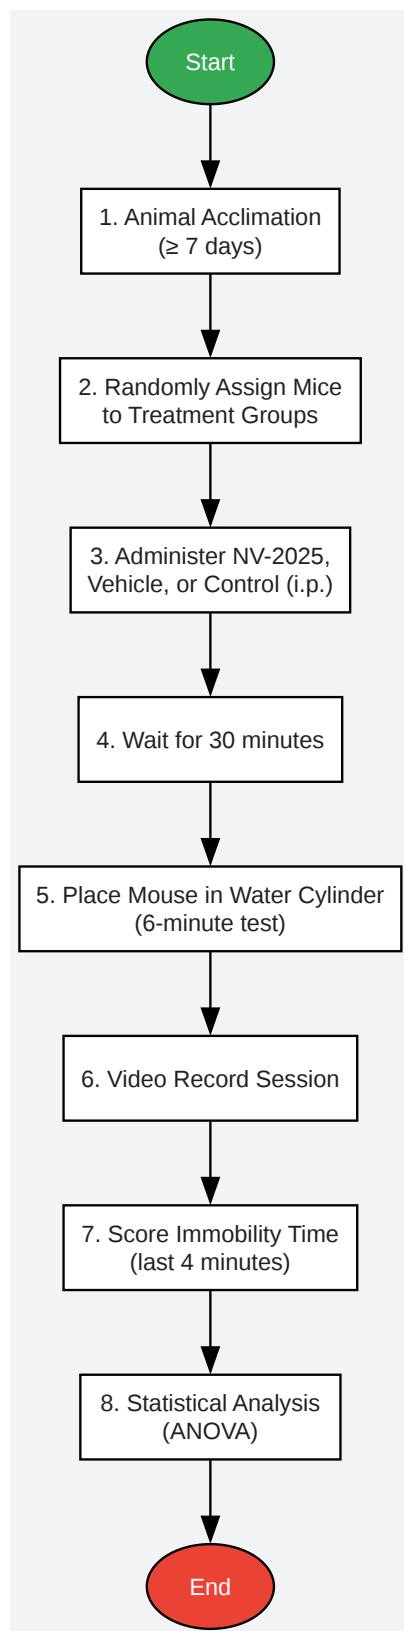 Start
1. Animal Acclimation
(≥ 7 days)
2. Randomly Assign Mice
to Treatment Groups
3. Administer NV-2025,
Vehicle, or Control (i.p.)
4. Wait for 30 minutes
5. Place Mouse in Water Cylinder
(6-minute test)
6. Video Record Session
7. Score Immobility Time
(last 4 minutes)
8. Statistical Analysis
(ANOVA)
End